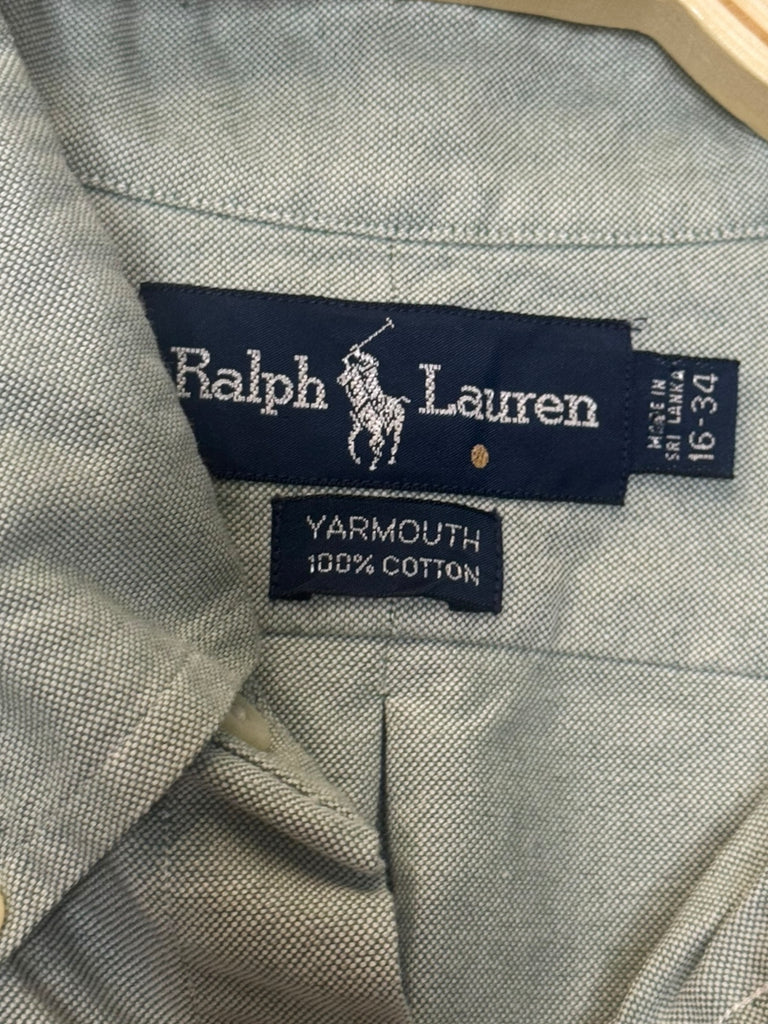 Ralph Lauren
MADE IN
SRI LANKA
16-34
YARMOUTH
100% COTTON